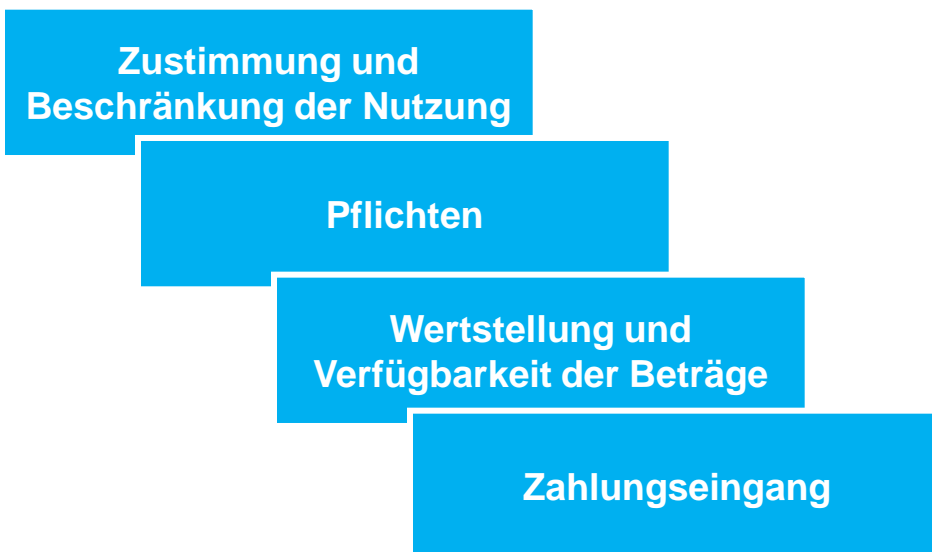 Zustimmung und
Beschränkung der Nutzung
Pflichten
Wertstellung und
Verfügbarkeit der Beträge
Zahlungseingang